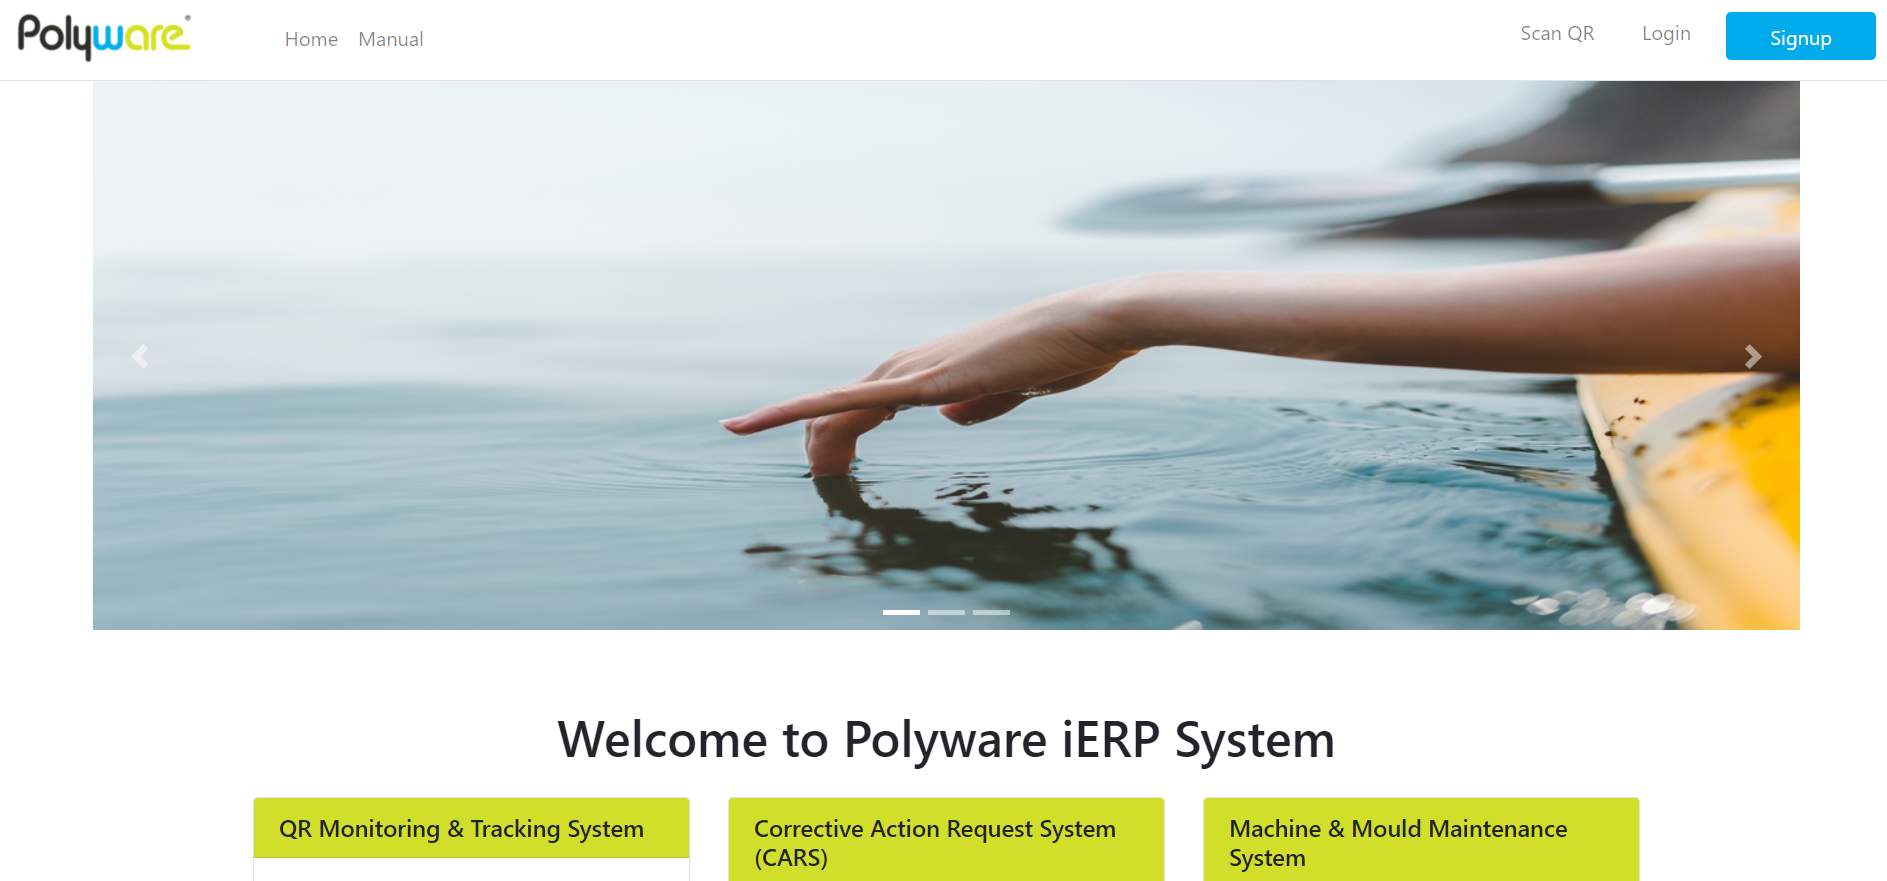 Polyware
Home Manual
Scan QR Login Signup
Welcome to Polyware iERP System
QR Monitoring & Tracking System
Corrective Action Request System
(CARS)
Machine & Mould Maintenance
System